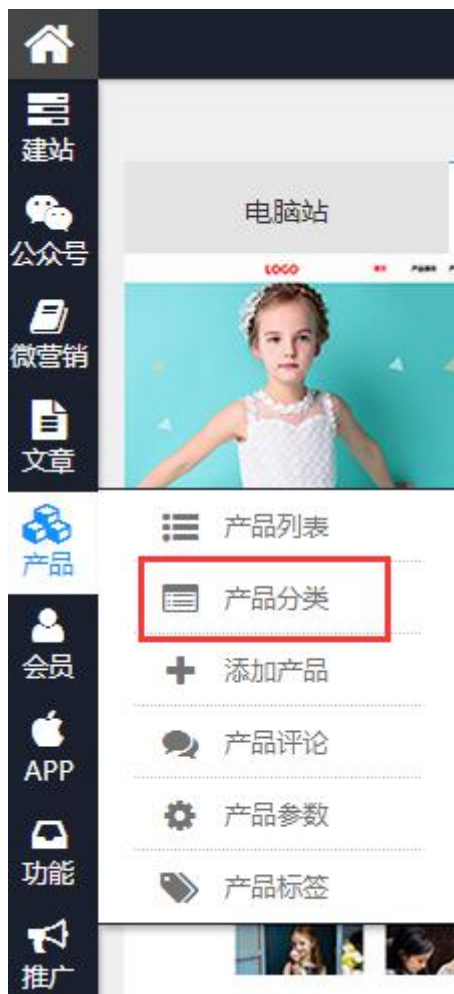 建站
公众号
微营销
文章
产品
会员
APP
功能
推广
电脑站
LOGO
产品列表
产品分类
添加产品
产品评论
产品参数
产品标签